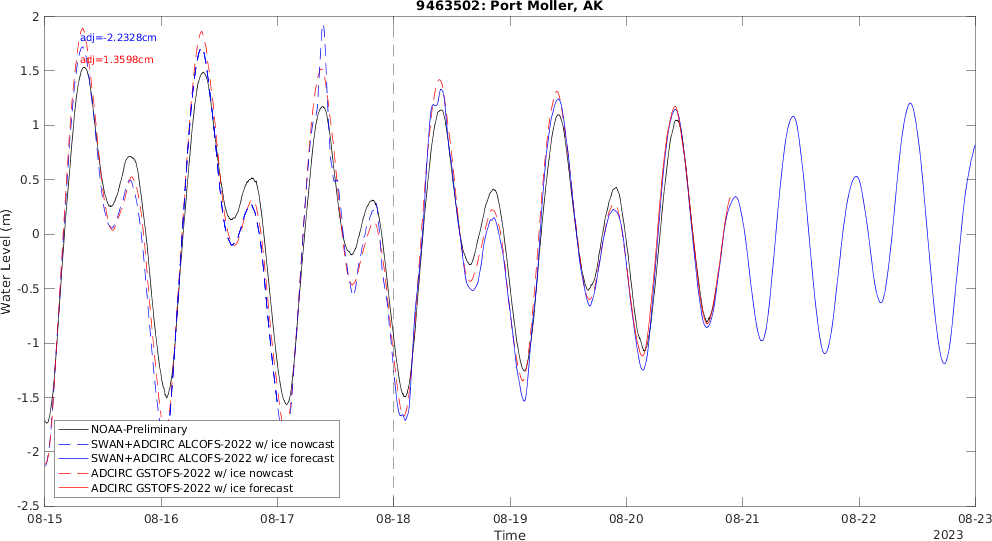 9463502: Port Moller, AK
2
1.5
1
0.5
0
-0.5
-1
-1.5
-2
-2.5
Water Level (m)
adj=-2.2328cm
adj=1.3598cm
NOAA-Preliminary
SWAN+ADCIRC ALCOFS-2022 w/ ice nowcast
SWAN+ADCIRC ALCOFS-2022 w/ ice forecast
ADCIRC GSTOFS-2022 w/ ice nowcast
ADCIRC GSTOFS-2022 w/ ice forecast
08-15 08-16 08-17 08-18 08-19 08-20 08-21 08-22 08-23
Time
2023